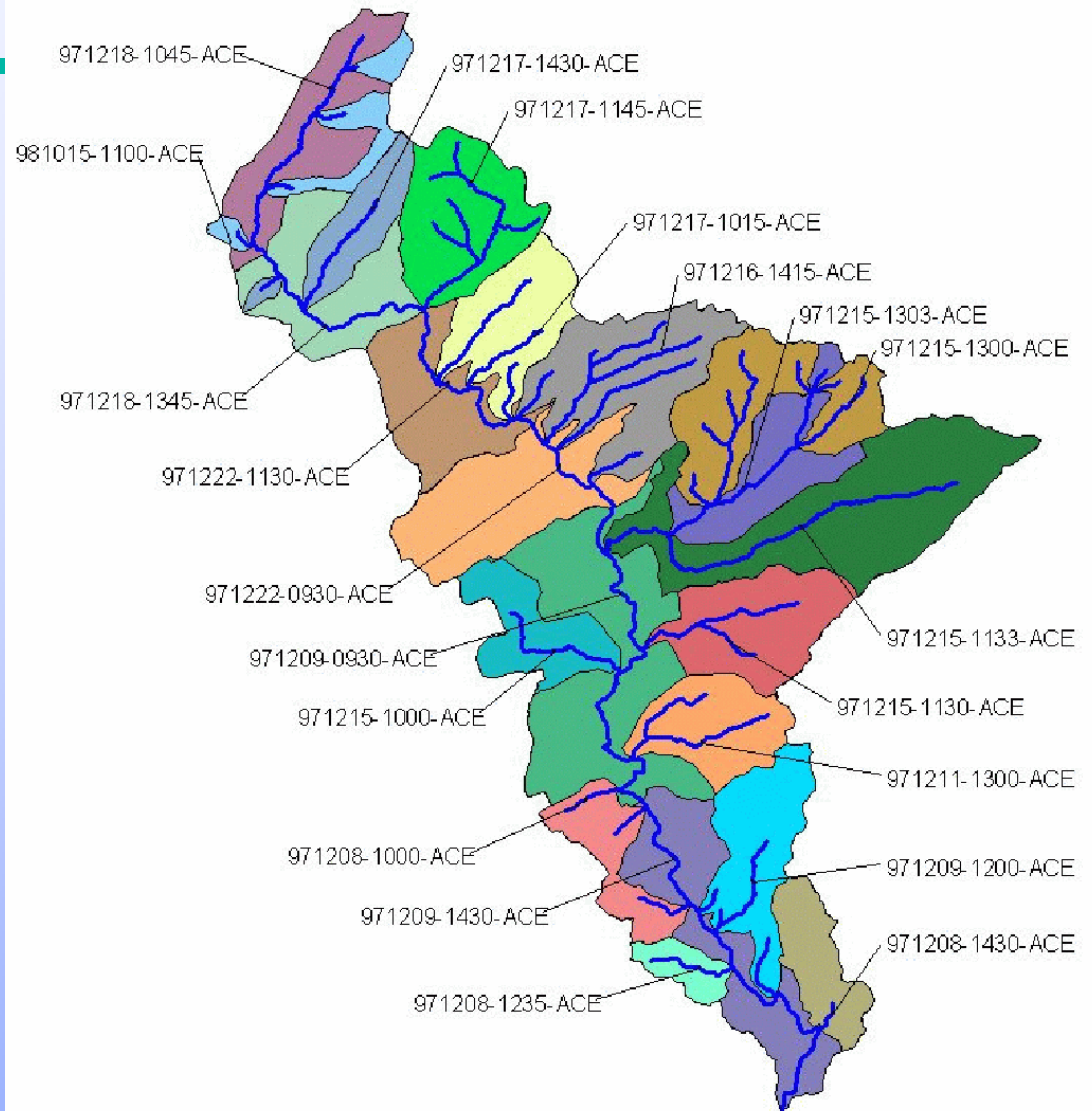 971218-1045-ACE
971217-1430-ACE
971217-1145-ACE
981015-1100-ACE
971217-1015-ACE
971216-1415-ACE
971215-1303-ACE
971215-1300-ACE
971218-1345-ACE
971222-1130-ACE
971222-0930-ACE
971215-1133-ACE
971209-0930-ACE
971215-1130-ACE
971215-1000-ACE
971211-1300-ACE
971208-1000-ACE
971209-1200-ACE
971209-1430-ACE
971208-1430-ACE
971208-1235-ACE